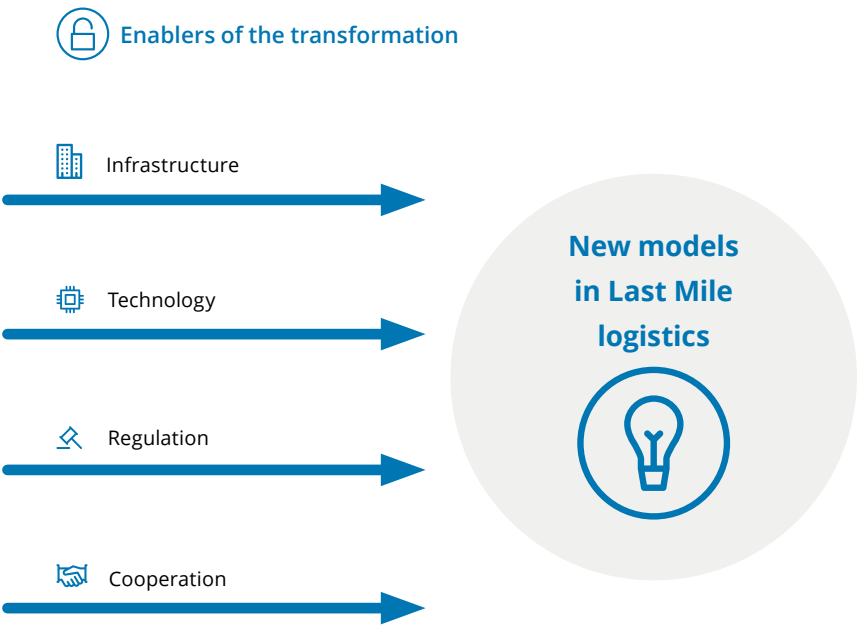 Enablers of the transformation
Infrastructure
Technology
Regulation
Cooperation
New models
in Last Mile
logistics